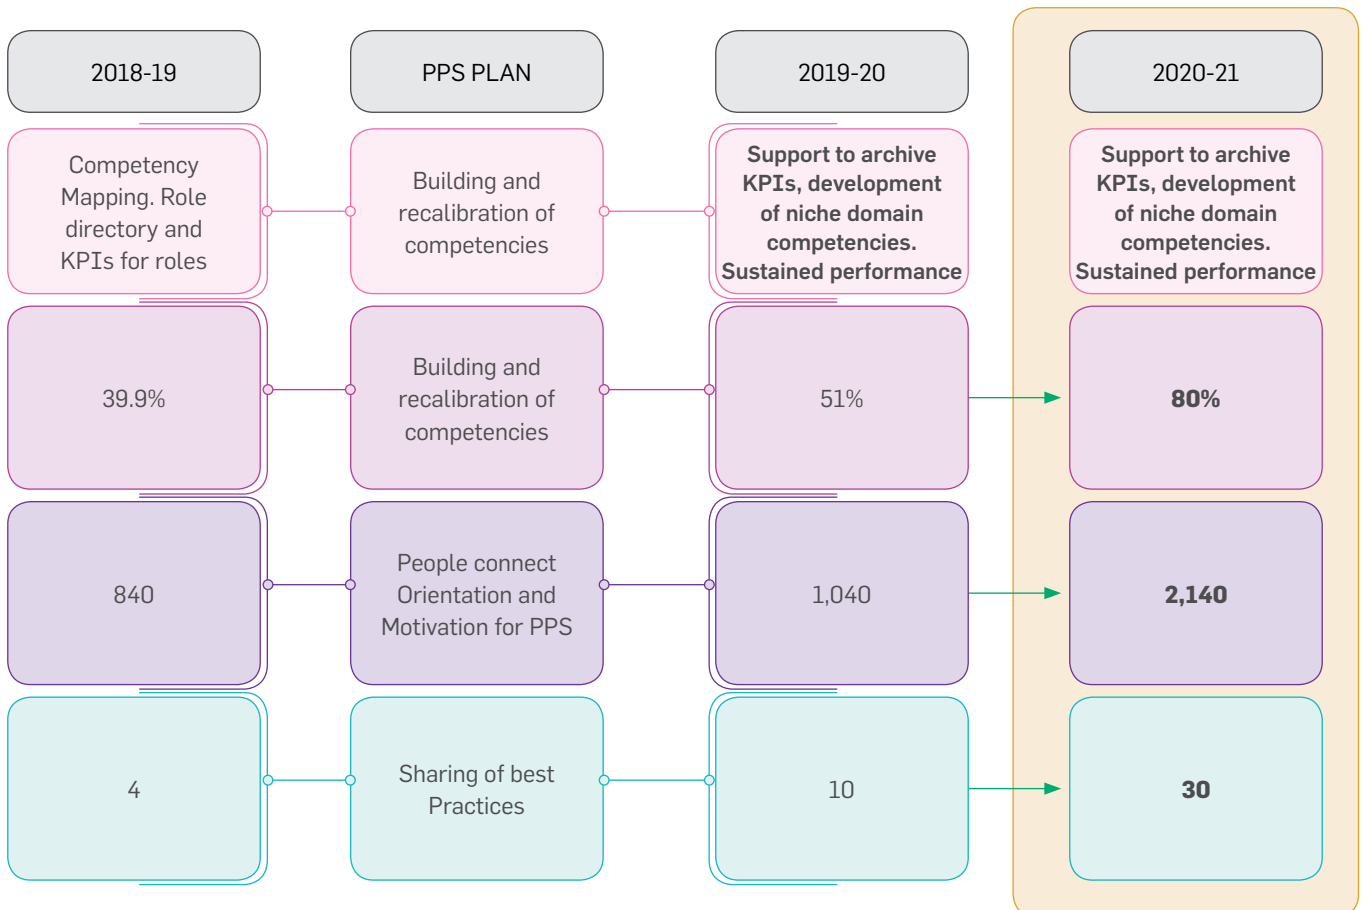 2018-19
PPS PLAN
2019-20
2020-21
Competency
Mapping. Role
directory and
KPIs for roles
Building and
recalibration of
competencies
Support to archive
KPIs, development
of niche domain
competencies.
Sustained performance
Support to archive
KPIs, development
of niche domain
competencies.
Sustained performance
39.9%
Building and
recalibration of
competencies
51%
80%
840
People connect
Orientation and
Motivation for PPS
1,040
2,140
4
Sharing of best
Practices
10
30